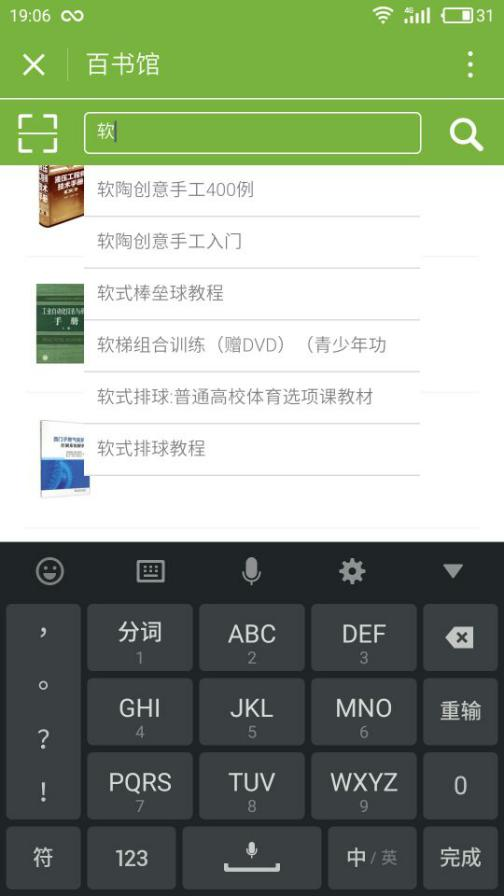 19:06
4G
31
百书馆
软
软陶创意手工400例
软陶创意手工入门
软式棒垒球教程
软梯组合训练（赠DVD）（青少年功
软式排球:普通高校体育选项课教材
软式排球教程
技术手册
手 册
，
。
？
！
分词
1
ABC
2
DEF
3
GHI
4
JKL
5
MNO
6
重输
PQRS
7
TUV
8
WXYZ
9
0
符
123
中/英
完成